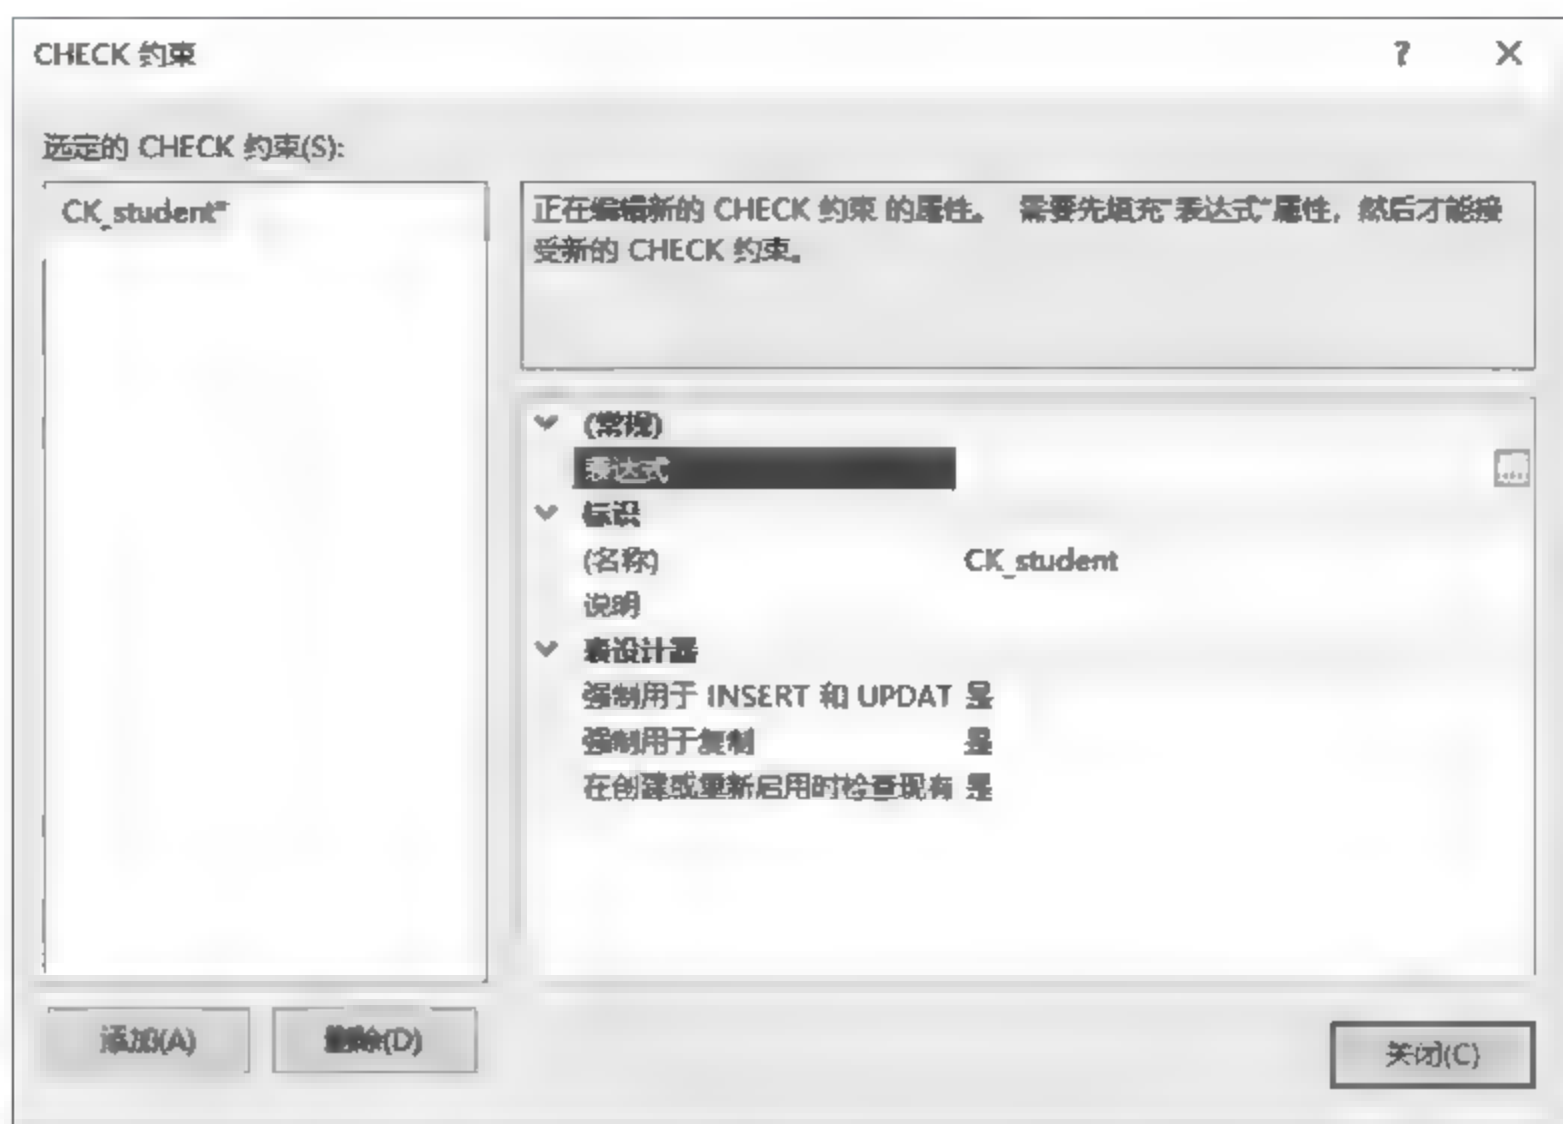 CHECK 约束
? ✕
选定的 CHECK 约束(S):
CK_student*
正在编辑新的 CHECK 约束 的属性。 需要先填充"表达式"属性，然后才能接
受新的 CHECK 约束。
(常规)
表达式
标识
(名称) CK_student
说明
表设计器
强制用于 INSERT 和 UPDAT 是
强制用于复制 是
在创建或重新启用时检查现有 是
添加(A) 删除(D)
关闭(C)